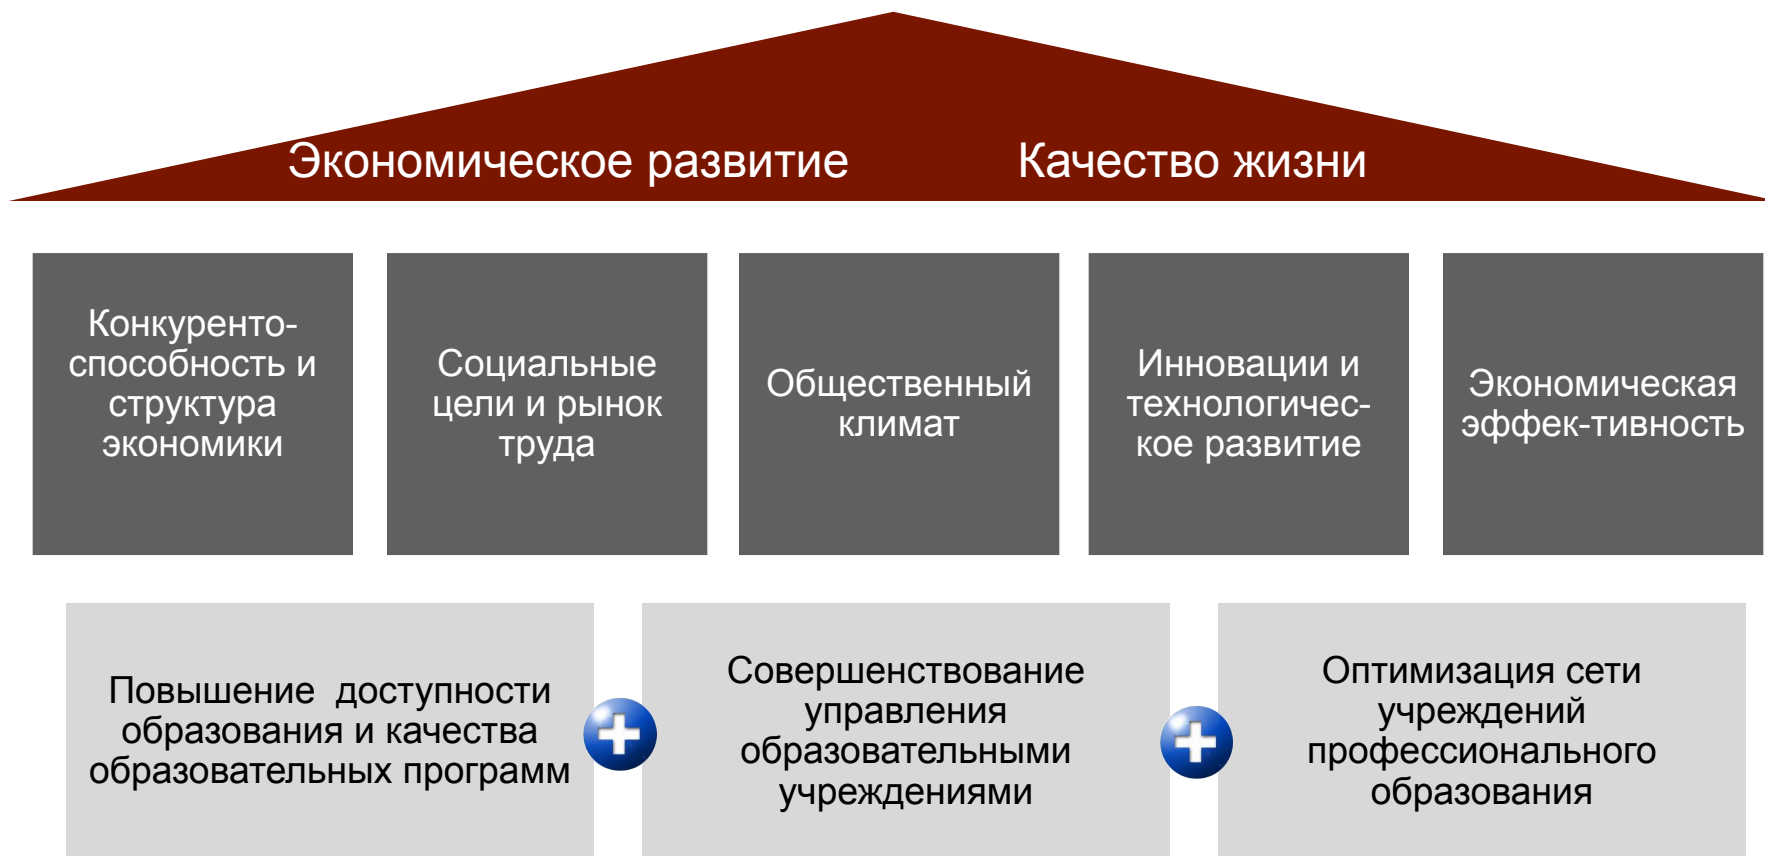 Экономическое развитие
Качество жизни
Конкуренто-
способность и
структура
экономики
Социальные
цели и рынок
труда
Общественный
климат
Инновации и
технологичес-
кое развитие
Экономическая
эффек-тивность
Повышение  доступности
образования и качества
образовательных программ
Совершенствование
управления
образовательными
учреждениями
Оптимизация сети
учреждений
профессионального
образования